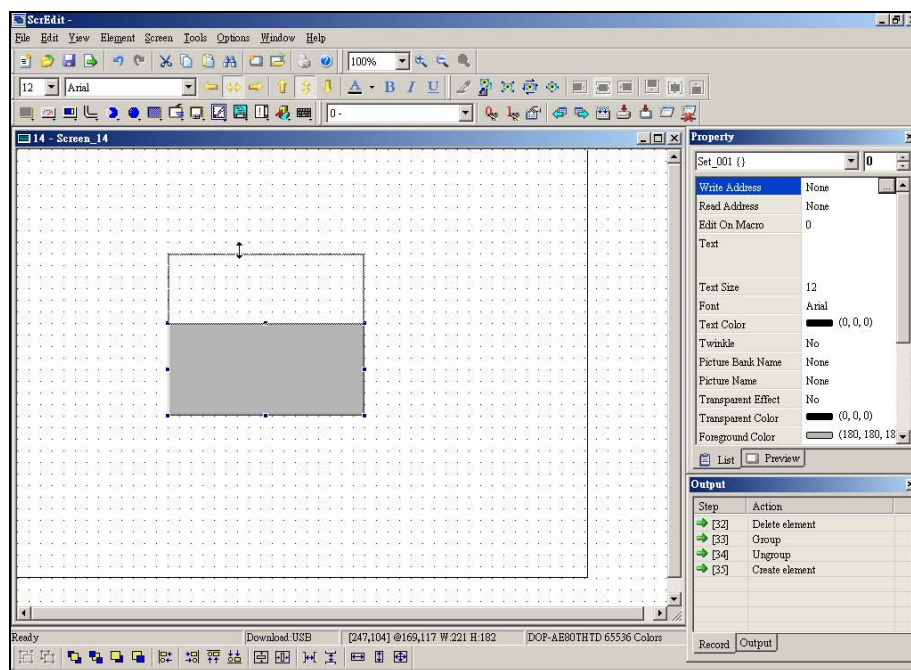 ScrEdit -
File Edit View Element Screen Tools Options Window Help
100%
12 Arial A B I U
0 -
14 - Screen_14
Property
Set_001 {} 0
Write Address None ...
Read Address None
Edit On Macro 0
Text
Text Size 12
Font Arial
Text Color (0, 0, 0)
Twinkle No
Picture Bank Name None
Picture Name None
Transparent Effect No
Transparent Color (0, 0, 0)
Foreground Color (180, 180, 18
List Preview
Output
Step Action
[32] Delete element
[33] Group
[34] Ungroup
[35] Create element
Record Output
Ready Download:USB [247,104] @169,117 W:221 H:182 DOP-AE80THTD 65536 Colors